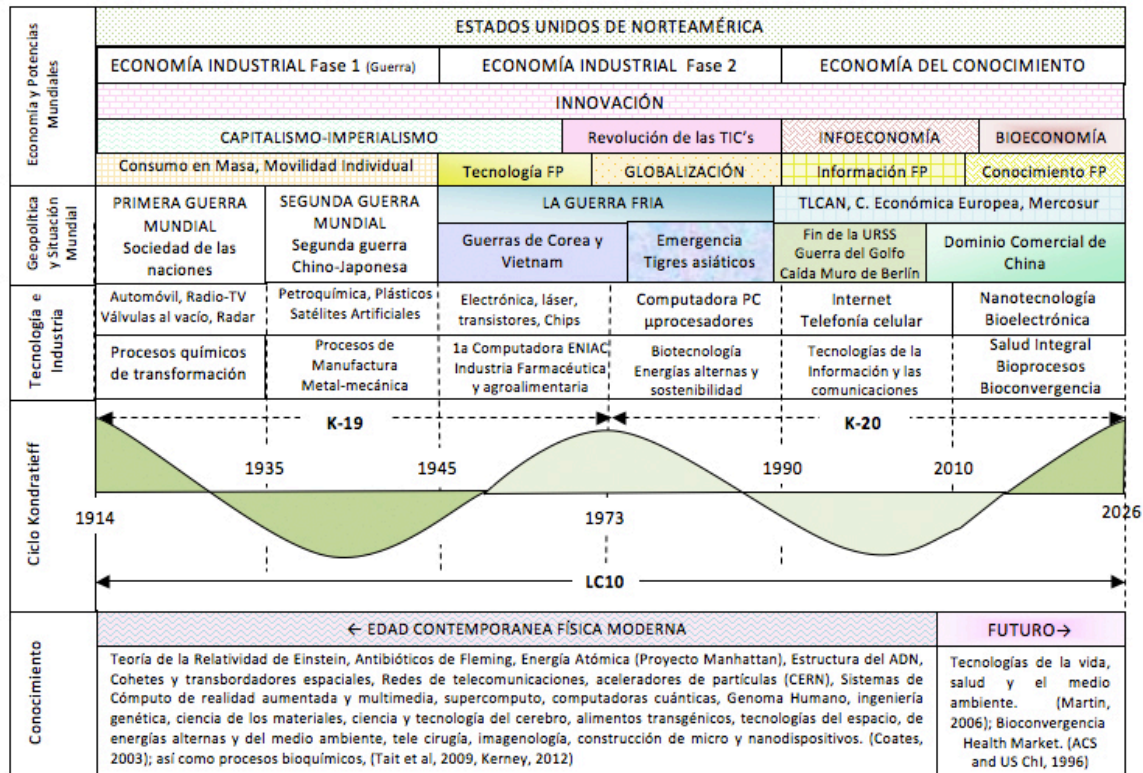 Economía y Potencias
Mundiales
ESTADOS UNIDOS DE NORTEAMÉRICA
ECONOMÍA INDUSTRIAL Fase 1 (Guerra)
ECONOMÍA INDUSTRIAL Fase 2
ECONOMÍA DEL CONOCIMIENTO
INNOVACIÓN
CAPITALISMO-IMPERIALISMO
Revolución de las TIC's
INFOECONOMÍA
BIOECONOMÍA
Consumo en Masa, Movilidad Individual
Tecnología FP
GLOBALIZACIÓN
Información FP
Conocimiento FP
Geopolítica
y Situación
Mundial
PRIMERA GUERRA
MUNDIAL
Sociedad de las
naciones
SEGUNDA GUERRA
MUNDIAL
Segunda guerra
Chino-Japonesa
LA GUERRA FRIA
TLCAN, C. Económica Europea, Mercosur
Guerras de Corea y
Vietnam
Emergencia
Tigres asiáticos
Fin de la URSS
Guerra del Golfo
Caída Muro de Berlín
Dominio Comercial de
China
Tecnología e
Industria
Automóvil, Radio-TV
Válvulas al vacío, Radar
Petroquímica, Plásticos
Satélites Artificiales
Electrónica, láser,
transistores, Chips
Computadora PC
µprocesadores
Internet
Telefonía celular
Nanotecnología
Bioelectrónica
Procesos químicos
de transformación
Procesos de
Manufactura
Metal-mecánica
1a Computadora ENIAC
Industria Farmacéutica
y agroalimentaria
Biotecnología
Energías alternas y
sostenibilidad
Tecnologías de la
Información y las
comunicaciones
Salud Integral
Bioprocesos
Bioconvergencia
Ciclo Kondratieff
K-19
K-20
1935
1945
1990
2010
1914
1973
2026
LC10
Conocimiento
← EDAD CONTEMPORANEA FÍSICA MODERNA
FUTURO→
Teoría de la Relatividad de Einstein, Antibióticos de Fleming, Energía Atómica (Proyecto Manhattan), Estructura del ADN,
Cohetes y transbordadores espaciales, Redes de telecomunicaciones, aceleradores de partículas (CERN), Sistemas de
Cómputo de realidad aumentada y multimedia, supercomputo, computadoras cuánticas, Genoma Humano, ingeniería
genética, ciencia de los materiales, ciencia y tecnología del cerebro, alimentos transgénicos, tecnologías del espacio, de
energías alternas y del medio ambiente, tele cirugía, imagenología, construcción de micro y nanodispositivos. (Coates,
2003); así como procesos bioquímicos, (Tait et al, 2009, Kerney, 2012)
Tecnologías de la vida,
salud y el medio
ambiente. (Martin,
2006); Bioconvergencia
Health Market. (ACS
and US ChI, 1996)